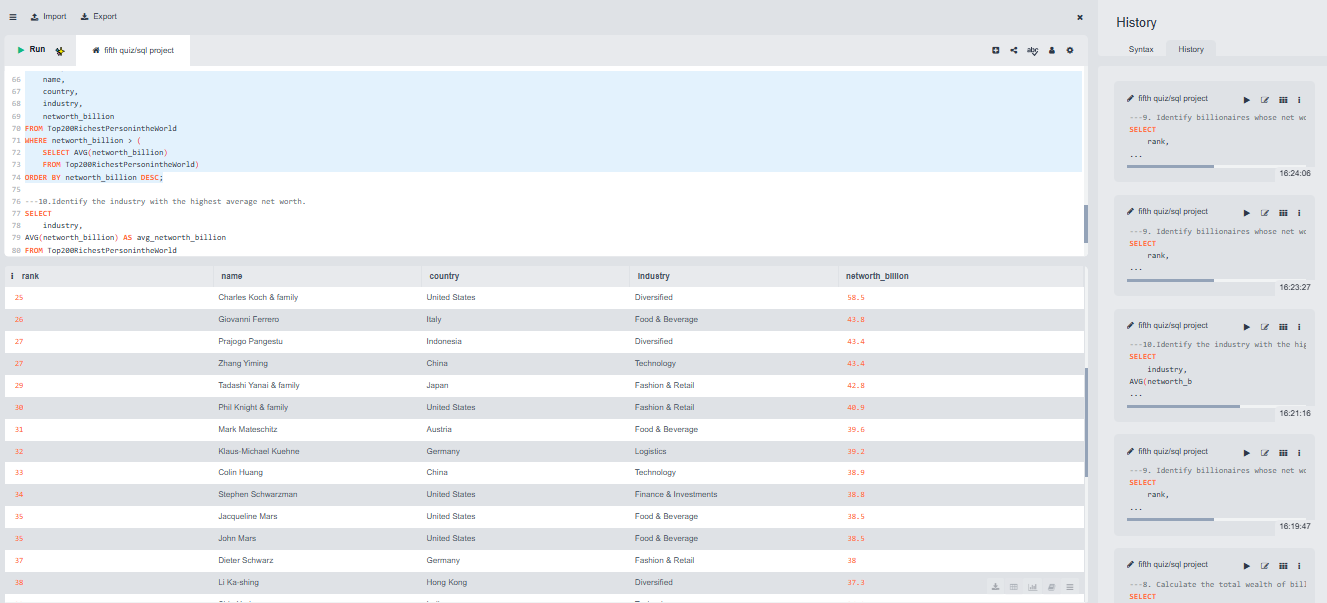 Import Export
Run fifth quiz/sql project
abc
66 name,
67 country,
68 industry,
69 networth_billion
70 FROM Top200RichestPersonintheWorld
71 WHERE networth_billion > (
72 SELECT AVG(networth_billion)
73 FROM Top200RichestPersonintheWorld)
74 ORDER BY networth_billion DESC;
75
76 ---10.Identify the industry with the highest average net worth.
77 SELECT
78 industry,
79 AVG(networth_billion) AS avg_networth_billion
80 FROM Top200RichestPersonintheWorld
i rank name country industry networth_billion
25 Charles Koch & family United States Diversified 58.5
26 Giovanni Ferrero Italy Food & Beverage 43.8
27 Prajogo Pangestu Indonesia Diversified 43.4
27 Zhang Yiming China Technology 43.4
29 Tadashi Yanai & family Japan Fashion & Retail 42.8
30 Phil Knight & family United States Fashion & Retail 40.9
31 Mark Mateschitz Austria Food & Beverage 39.6
32 Klaus-Michael Kuehne Germany Logistics 39.2
33 Colin Huang China Technology 38.9
34 Stephen Schwarzman United States Finance & Investments 38.8
35 Jacqueline Mars United States Food & Beverage 38.5
35 John Mars United States Food & Beverage 38.5
37 Dieter Schwarz Germany Fashion & Retail 38
38 Li Ka-shing Hong Kong Diversified 37.3
History
Syntax History
fifth quiz/sql project
---9. Identify billionaires whose net wo
SELECT
rank,
...
16:24:06
fifth quiz/sql project
---9. Identify billionaires whose net wo
SELECT
rank,
...
16:23:27
fifth quiz/sql project
---10.Identify the industry with the hig
SELECT
industry,
AVG(networth_b
...
16:21:16
fifth quiz/sql project
---9. Identify billionaires whose net wo
SELECT
rank,
...
16:19:47
fifth quiz/sql project
---8. Calculate the total wealth of bill
SELECT